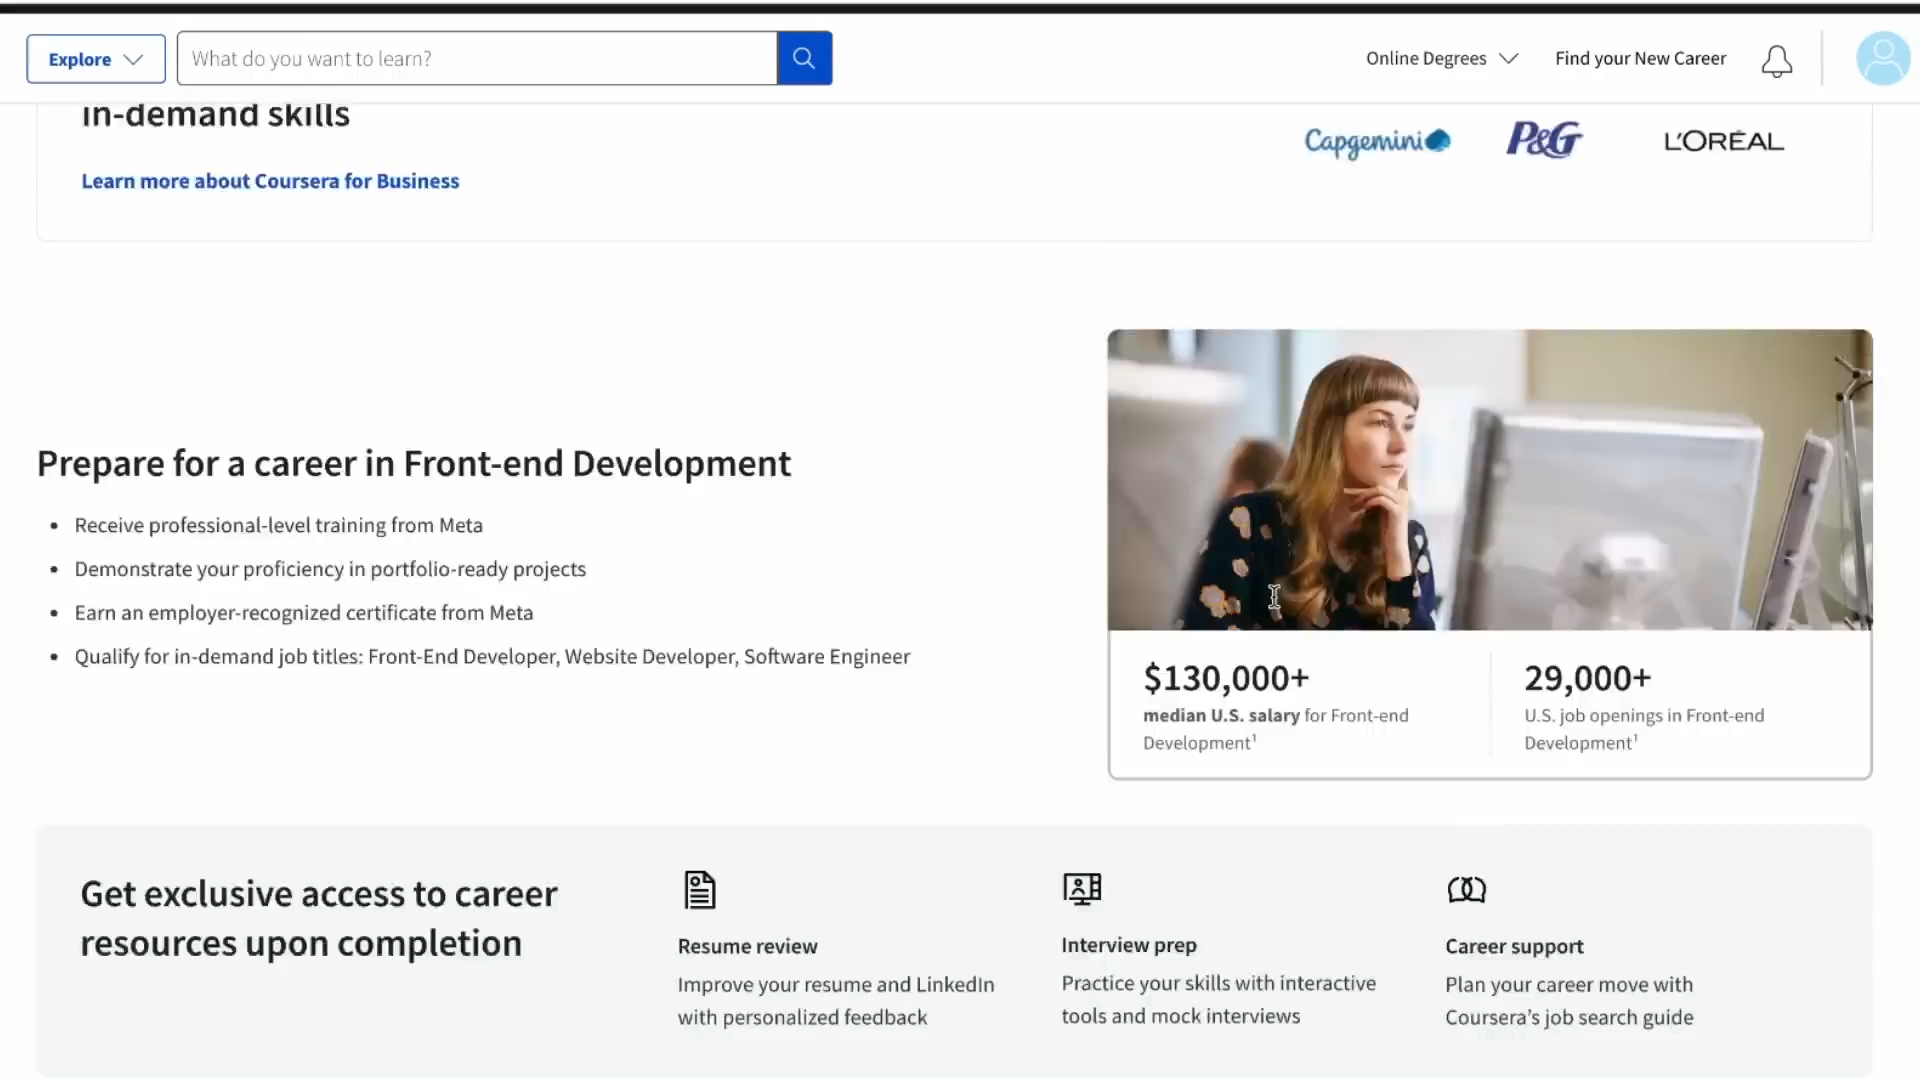 Explore
What do you want to learn?
Online Degrees
Find your New Career
in-demand skills
Capgemini
P&G
L'ORÉAL
Learn more about Coursera for Business
Prepare for a career in Front-end Development
• Receive professional-level training from Meta
• Demonstrate your proficiency in portfolio-ready projects
• Earn an employer-recognized certificate from Meta
• Qualify for in-demand job titles: Front-End Developer, Website Developer, Software Engineer
$130,000+
median U.S. salary for Front-end
Development¹
29,000+
U.S. job openings in Front-end
Development¹
Get exclusive access to career
resources upon completion
Resume review
Improve your resume and LinkedIn
with personalized feedback
Interview prep
Practice your skills with interactive
tools and mock interviews
Career support
Plan your career move with
Coursera's job search guide